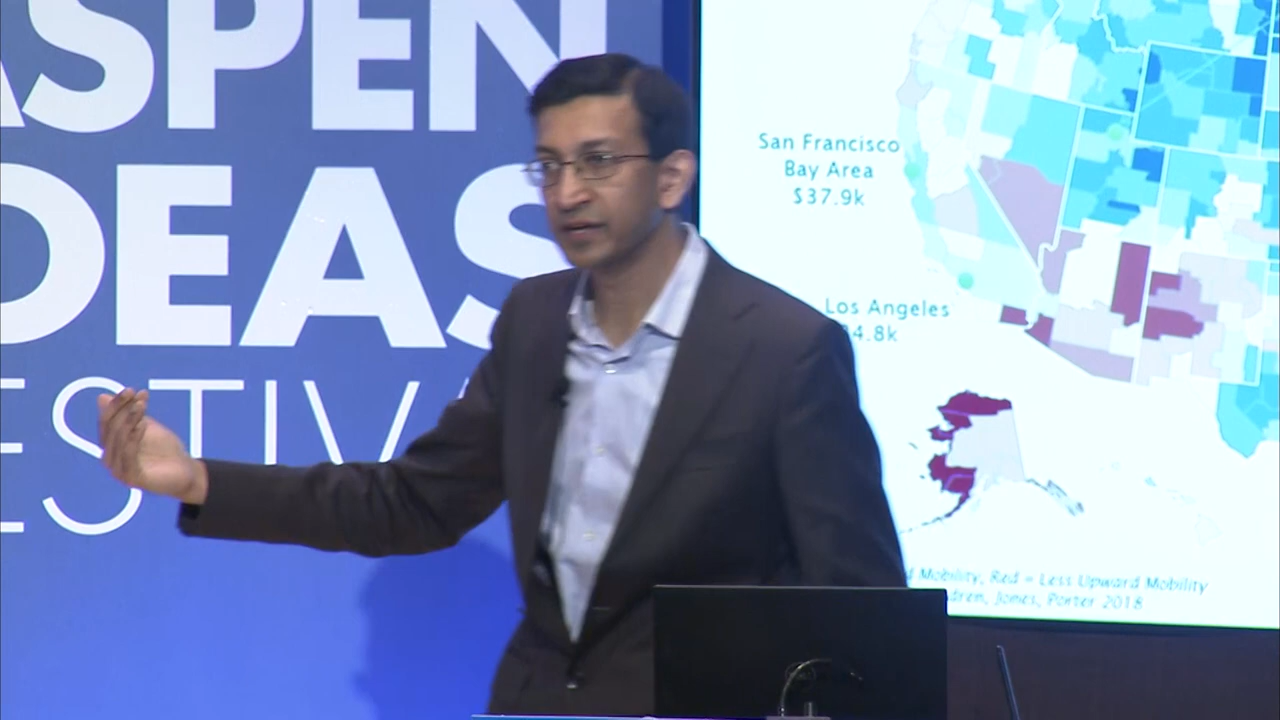 ASPEN
IDEAS
FESTIVAL
San Francisco
Bay Area
$37.9k
Los Angeles
4.8k
Mobility, Red = Less Upward Mobility
dren, Jones, Porter 2018